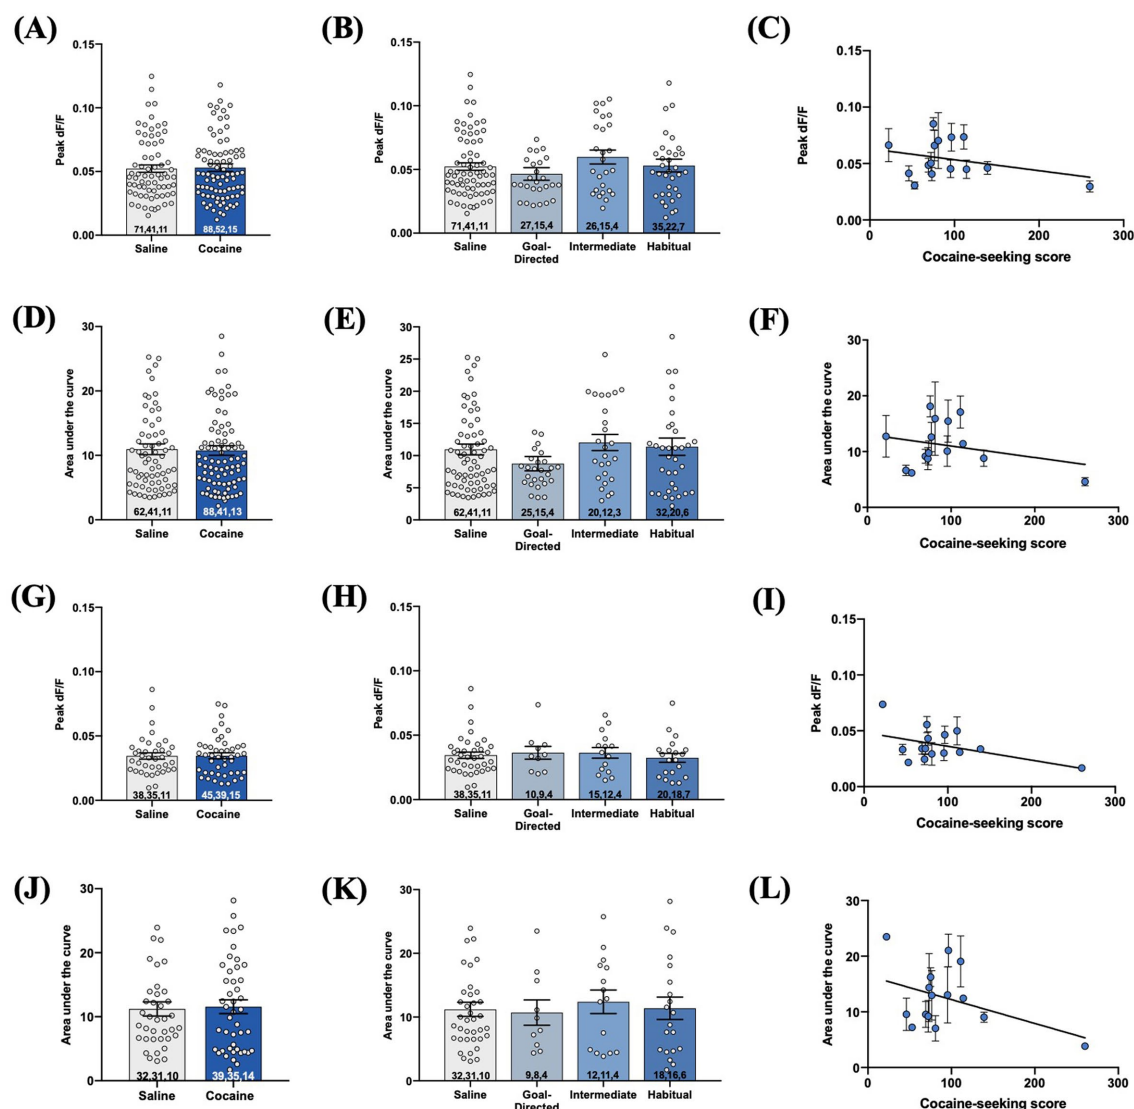 (A)
Peak dF/F
0.15
0.10
0.05
0.00
71,41,11
88,52,15
Saline
Cocaine
(B)
Peak dF/F
0.15
0.10
0.05
0.00
71,41,11
27,15,4
26,15,4
35,22,7
Saline
Goal-
Directed
Intermediate
Habitual
(C)
Peak dF/F
0.15
0.10
0.05
0.00
0
100
200
300
Cocaine-seeking score
(D)
Area under the curve
30
20
10
0
62,41,11
88,41,13
Saline
Cocaine
(E)
Area under the curve
30
25
20
15
10
5
0
62,41,11
25,15,4
20,12,3
32,20,6
Saline
Goal-
Directed
Intermediate
Habitual
(F)
Area under the curve
30
20
10
0
0
100
200
300
Cocaine-seeking score
(G)
Peak dF/F
0.15
0.10
0.05
0.00
38,35,11
45,39,15
Saline
Cocaine
(H)
Peak dF/F
0.15
0.10
0.05
0.00
38,35,11
10,9,4
15,12,4
20,18,7
Saline
Goal-
Directed
Intermediate
Habitual
(I)
Peak dF/F
0.15
0.10
0.05
0.00
0
100
200
300
Cocaine-seeking score
(J)
Area under the curve
30
20
10
0
32,31,10
39,35,14
Saline
Cocaine
(K)
Area under the curve
30
20
10
0
32,31,10
9,8,4
12,11,4
18,16,6
Saline
Goal-
Directed
Intermediate
Habitual
(L)
Area under the curve
30
20
10
0
0
100
200
300
Cocaine-seeking score